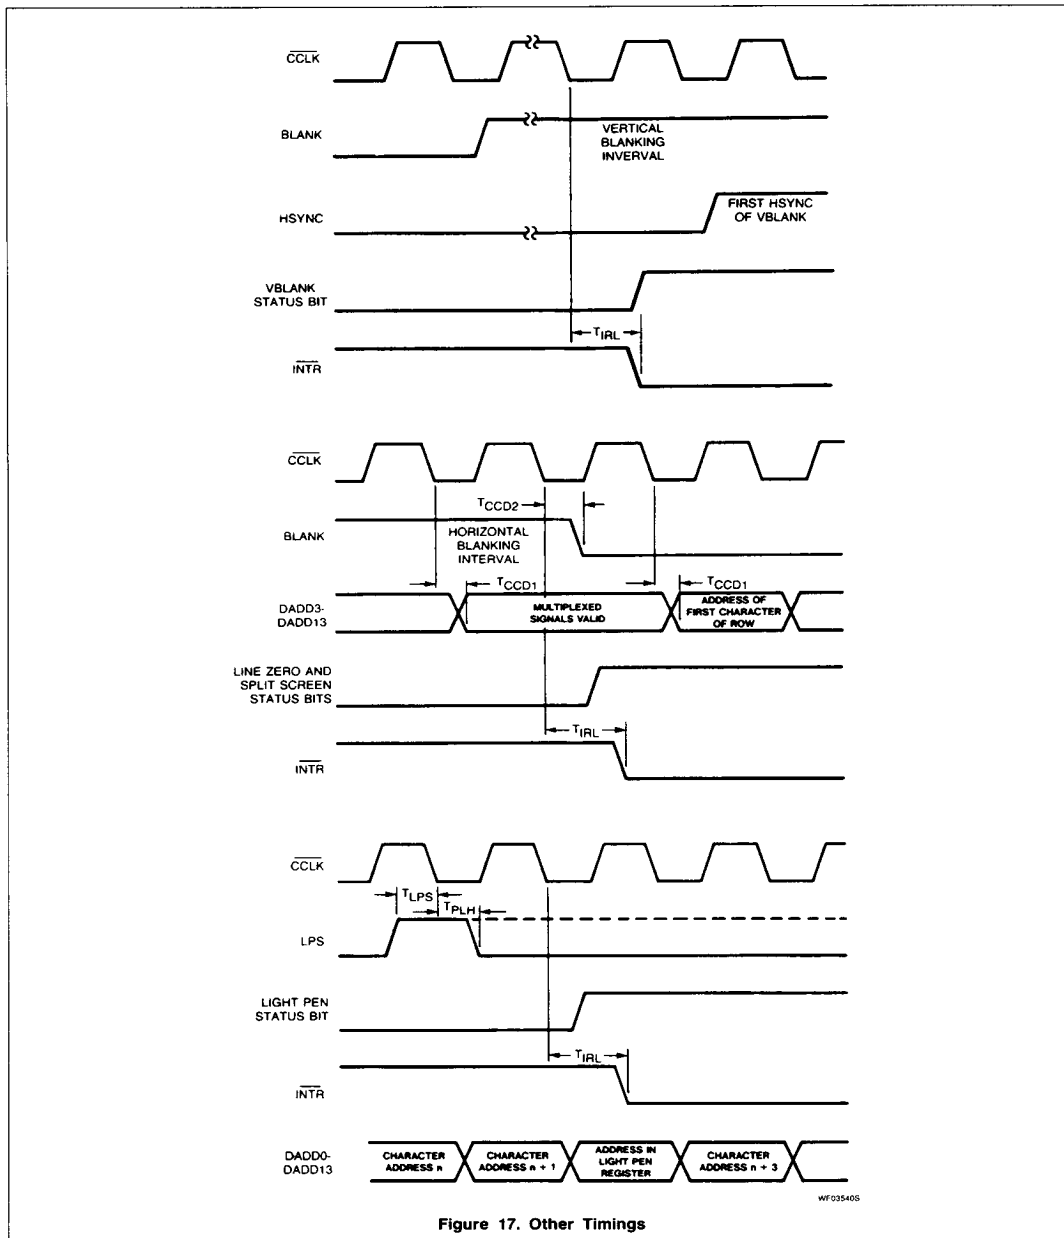 CCLK
BLANK
VERTICAL
BLANKING
INVERVAL
HSYNC
FIRST HSYNC
OF VBLANK
VBLANK
STATUS BIT
TIRL
INTR
CCLK
TCCD2
BLANK
HORIZONTAL
BLANKING
INTERVAL
TCCD1
TCCD1
DADD3-
DADD13
MULTIPLEXED
SIGNALS VALID
ADDRESS OF
FIRST CHARACTER
OF ROW
LINE ZERO AND
SPLIT SCREEN
STATUS BITS
TIRL
INTR
CCLK
TLPS
TPLH
LPS
LIGHT PEN
STATUS BIT
TIRL
INTR
DADD0-
DADD13
CHARACTER
ADDRESS n
CHARACTER
ADDRESS n + 1
ADDRESS IN
LIGHT PEN
REGISTER
CHARACTER
ADDRESS n + 3
WF03540S
Figure 17. Other Timings